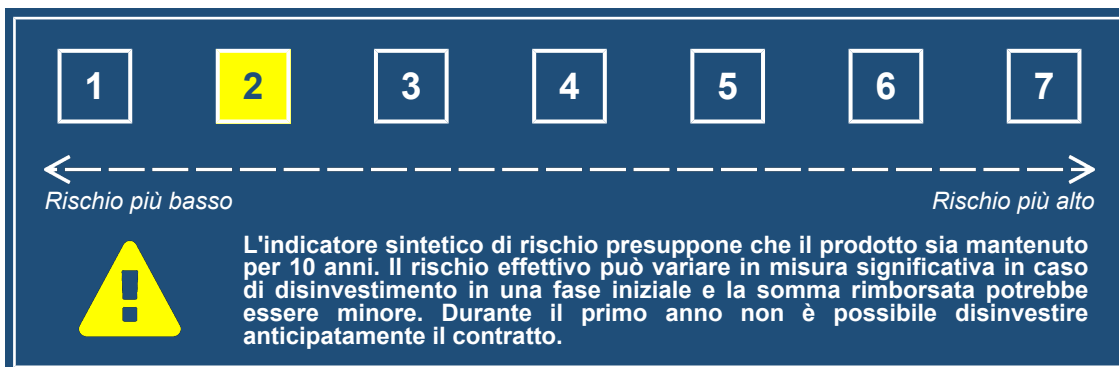 1 2 3 4 5 6 7
Rischio più basso Rischio più alto
L'indicatore sintetico di rischio presuppone che il prodotto sia mantenuto
per 10 anni. Il rischio effettivo può variare in misura significativa in caso
di disinvestimento in una fase iniziale e la somma rimborsata potrebbe
essere minore. Durante il primo anno non è possibile disinvestire
anticipatamente il contratto.